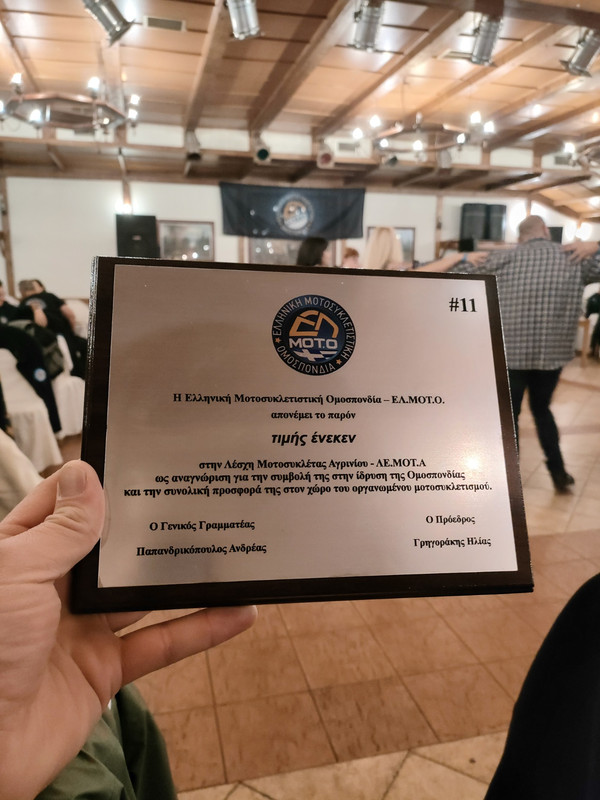 #11
ΕΛΛΗΝΙΚΗ ΜΟΤΟΣΥΚΛΕΤΙΣΤΙΚΗ
ΜΟΤ.Ο
ΟΜΟΣΠΟΝΔΙΑ
Η Ελληνική Μοτοσυκλετιστική Ομοσπονδία – ΕΛ.ΜΟΤ.Ο.
απονέμει το παρόν
τιμής ένεκεν
στην Λέσχη Μοτοσυκλέτας Αγρινίου - ΛΕ.ΜΟΤ.Α
ως αναγνώριση για την συμβολή της στην ίδρυση της Ομοσπονδίας
και την συνολική προσφορά της στον χώρο του οργανωμένου μοτοσυκλετισμού.
Ο Γενικός Γραμματέας
Ο Πρόεδρος
Παπανδρικόπουλος Ανδρέας
Γρηγοράκης Ηλίας